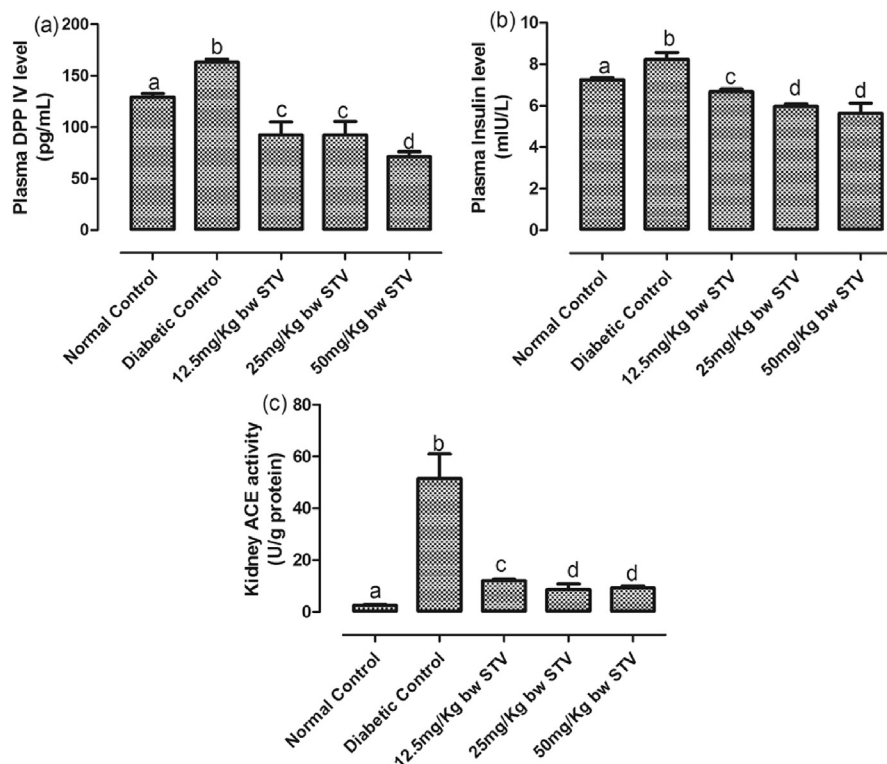 (a)
Plasma DPP IV level
(pg/mL)
200
150
100
50
0
a
b
c
c
d
Normal Control
Diabetic Control
12.5mg/Kg bw STV
25mg/Kg bw STV
50mg/Kg bw STV
(b)
Plasma Insulin level
(mIU/L)
10
8
6
4
2
0
a
b
c
d
d
Normal Control
Diabetic Control
12.5mg/Kg bw STV
25mg/Kg bw STV
50mg/Kg bw STV
(c)
Kidney ACE activity
(U/g protein)
80
60
40
20
0
a
b
c
d
d
Normal Control
Diabetic Control
12.5mg/Kg bw STV
25mg/Kg bw STV
50mg/Kg bw STV